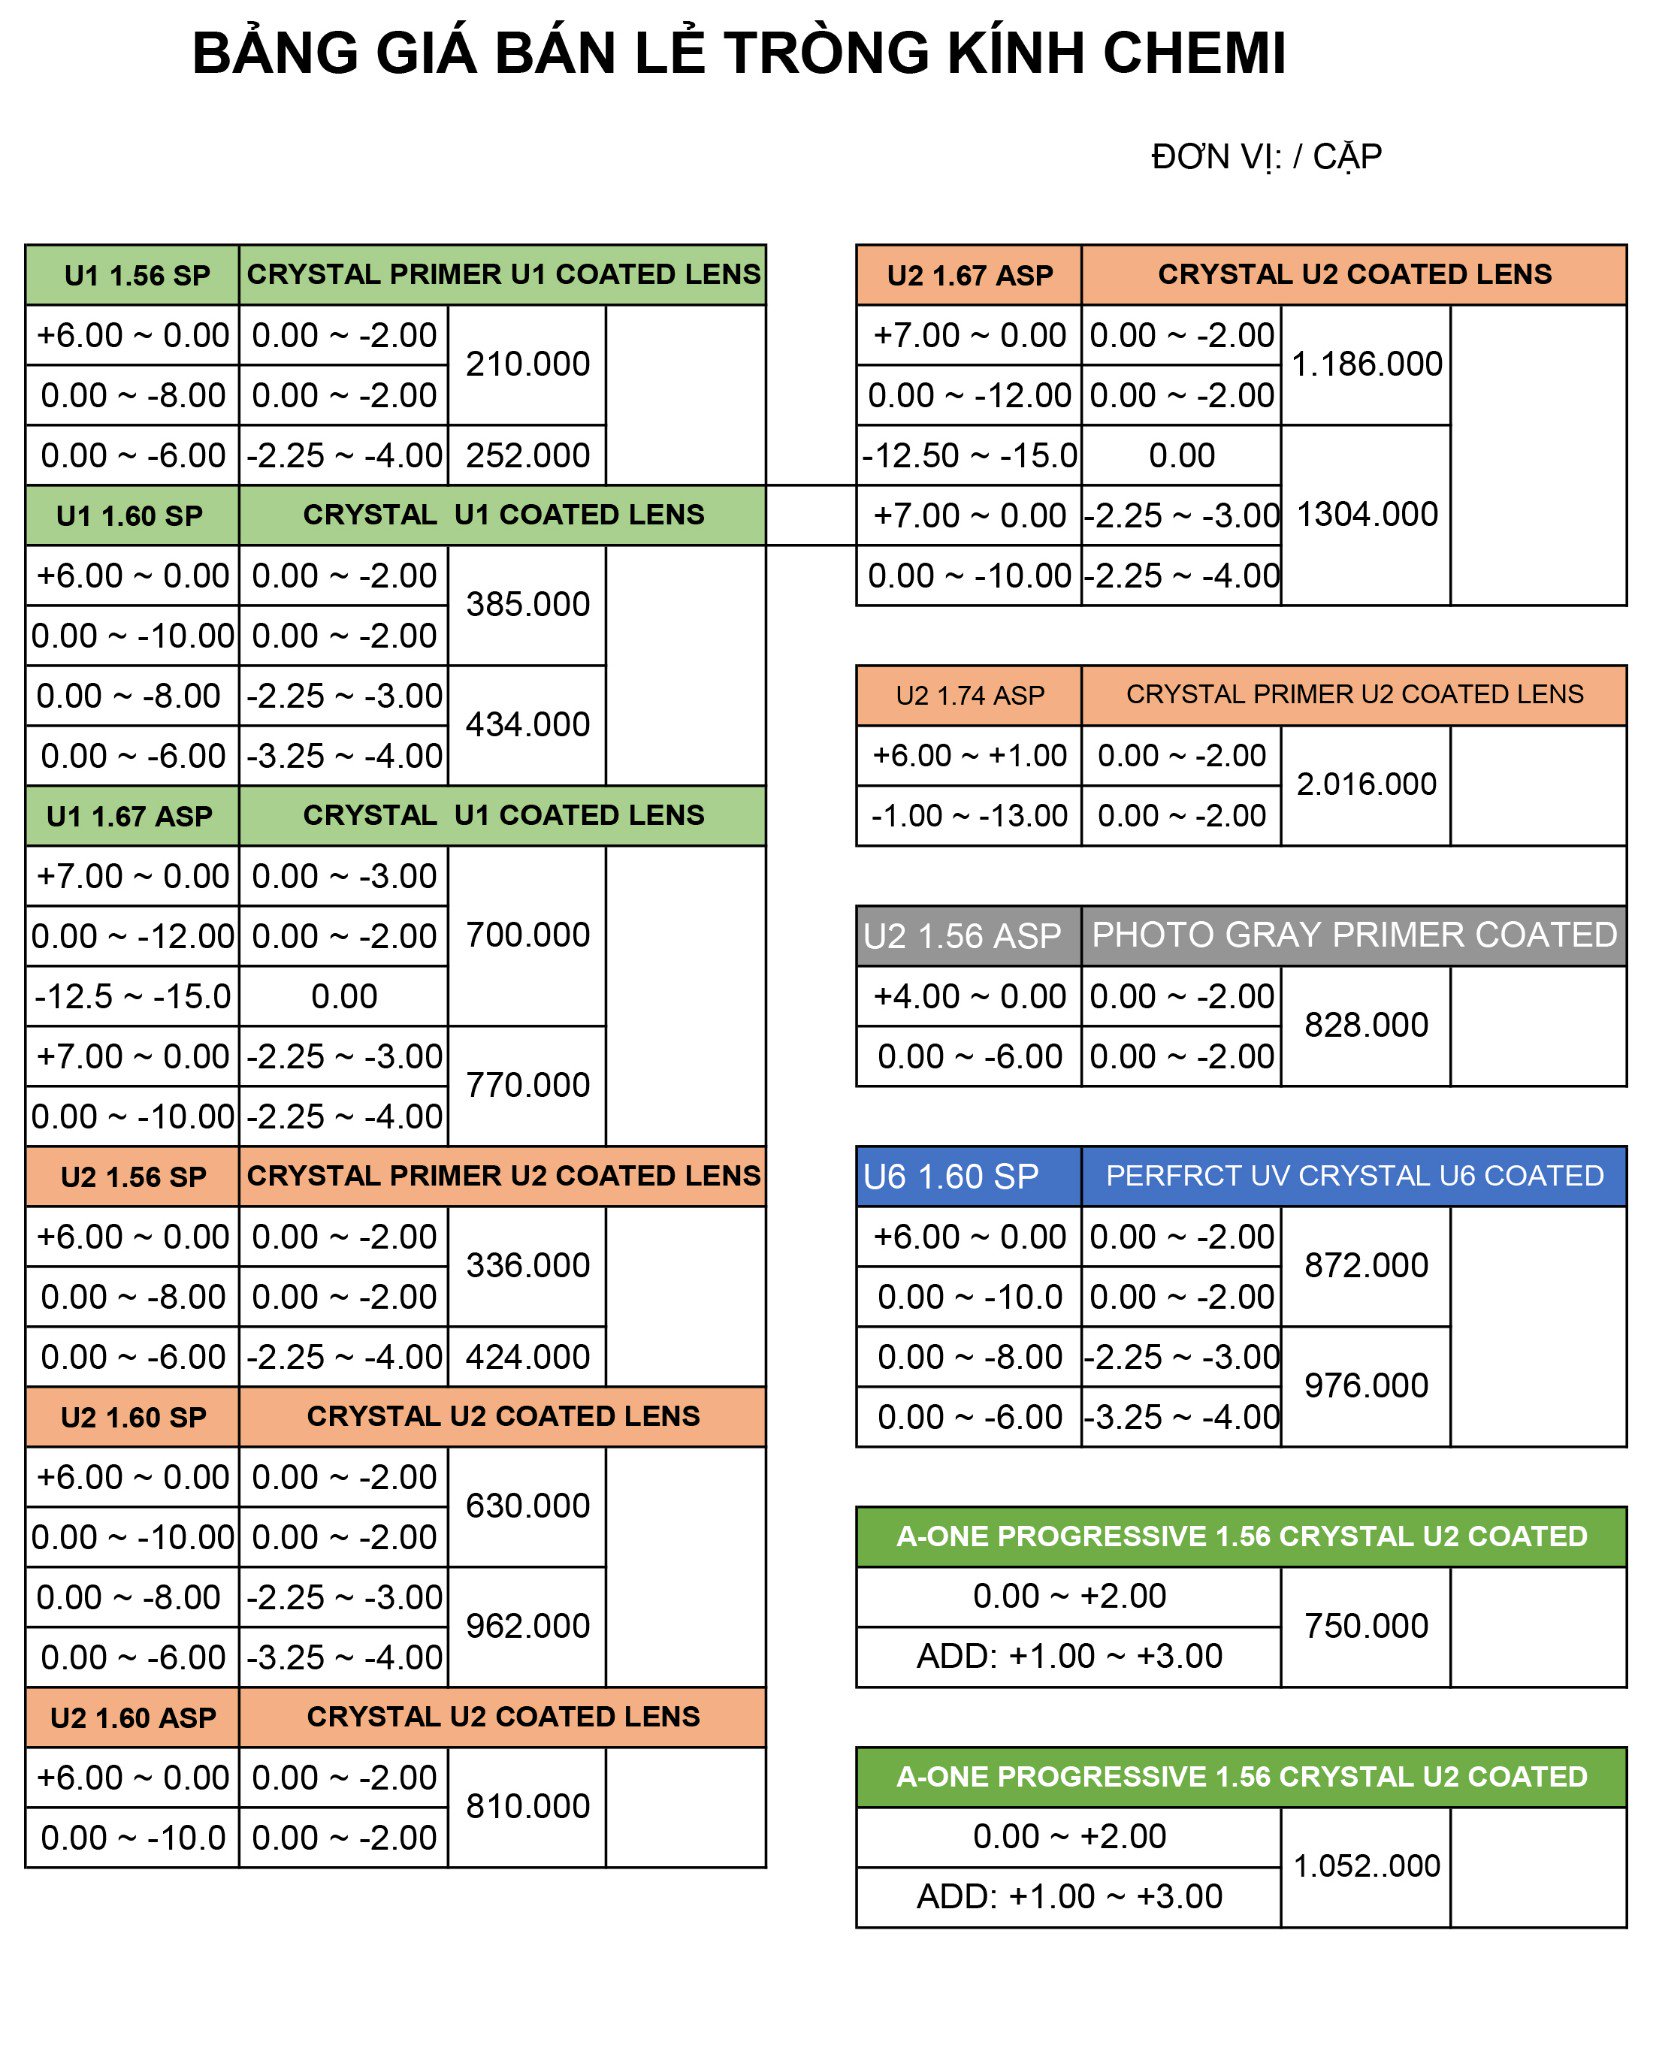 BẢNG GIÁ BÁN LẺ TRÒNG KÍNH CHEMI
ĐƠN VỊ: / CẶP
U1 1.56 SP CRYSTAL PRIMER U1 COATED LENS
+6.00 ~ 0.00 0.00 ~ -2.00 210.000
0.00 ~ -8.00 0.00 ~ -2.00
0.00 ~ -6.00 -2.25 ~ -4.00 252.000
U1 1.60 SP CRYSTAL U1 COATED LENS
+6.00 ~ 0.00 0.00 ~ -2.00 385.000
0.00 ~ -10.00 0.00 ~ -2.00
0.00 ~ -8.00 -2.25 ~ -3.00 434.000
0.00 ~ -6.00 -3.25 ~ -4.00
U1 1.67 ASP CRYSTAL U1 COATED LENS
+7.00 ~ 0.00 0.00 ~ -3.00
0.00 ~ -12.00 0.00 ~ -2.00 700.000
-12.5 ~ -15.0 0.00
+7.00 ~ 0.00 -2.25 ~ -3.00 770.000
0.00 ~ -10.00 -2.25 ~ -4.00
U2 1.56 SP CRYSTAL PRIMER U2 COATED LENS
+6.00 ~ 0.00 0.00 ~ -2.00 336.000
0.00 ~ -8.00 0.00 ~ -2.00
0.00 ~ -6.00 -2.25 ~ -4.00 424.000
U2 1.60 SP CRYSTAL U2 COATED LENS
+6.00 ~ 0.00 0.00 ~ -2.00 630.000
0.00 ~ -10.00 0.00 ~ -2.00
0.00 ~ -8.00 -2.25 ~ -3.00 962.000
0.00 ~ -6.00 -3.25 ~ -4.00
U2 1.60 ASP CRYSTAL U2 COATED LENS
+6.00 ~ 0.00 0.00 ~ -2.00 810.000
0.00 ~ -10.0 0.00 ~ -2.00
U2 1.67 ASP CRYSTAL U2 COATED LENS
+7.00 ~ 0.00 0.00 ~ -2.00 1.186.000
0.00 ~ -12.00 0.00 ~ -2.00
-12.50 ~ -15.0 0.00
+7.00 ~ 0.00 -2.25 ~ -3.00 1304.000
0.00 ~ -10.00 -2.25 ~ -4.00
U2 1.74 ASP CRYSTAL PRIMER U2 COATED LENS
+6.00 ~ +1.00 0.00 ~ -2.00 2.016.000
-1.00 ~ -13.00 0.00 ~ -2.00
U2 1.56 ASP PHOTO GRAY PRIMER COATED
+4.00 ~ 0.00 0.00 ~ -2.00 828.000
0.00 ~ -6.00 0.00 ~ -2.00
U6 1.60 SP PERFRCT UV CRYSTAL U6 COATED
+6.00 ~ 0.00 0.00 ~ -2.00 872.000
0.00 ~ -10.0 0.00 ~ -2.00
0.00 ~ -8.00 -2.25 ~ -3.00 976.000
0.00 ~ -6.00 -3.25 ~ -4.00
A-ONE PROGRESSIVE 1.56 CRYSTAL U2 COATED
0.00 ~ +2.00 750.000
ADD: +1.00 ~ +3.00
A-ONE PROGRESSIVE 1.56 CRYSTAL U2 COATED
0.00 ~ +2.00 1.052..000
ADD: +1.00 ~ +3.00